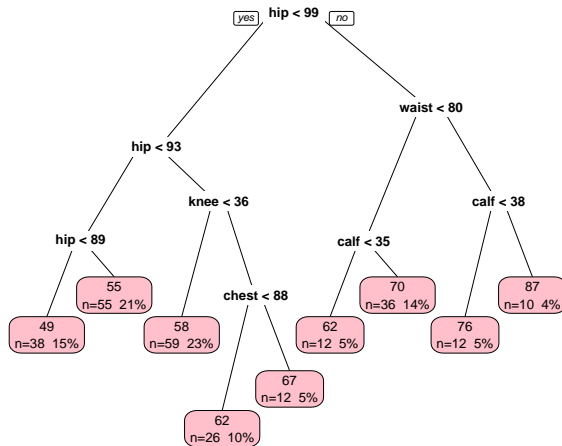 yes hip < 99 no
waist < 80
hip < 93
knee < 36
calf < 38
hip < 89
calf < 35
55
n=55 21%
70
n=36 14%
87
n=10 4%
chest < 88
49
n=38 15%
58
n=59 23%
62
n=12 5%
76
n=12 5%
67
n=12 5%
62
n=26 10%